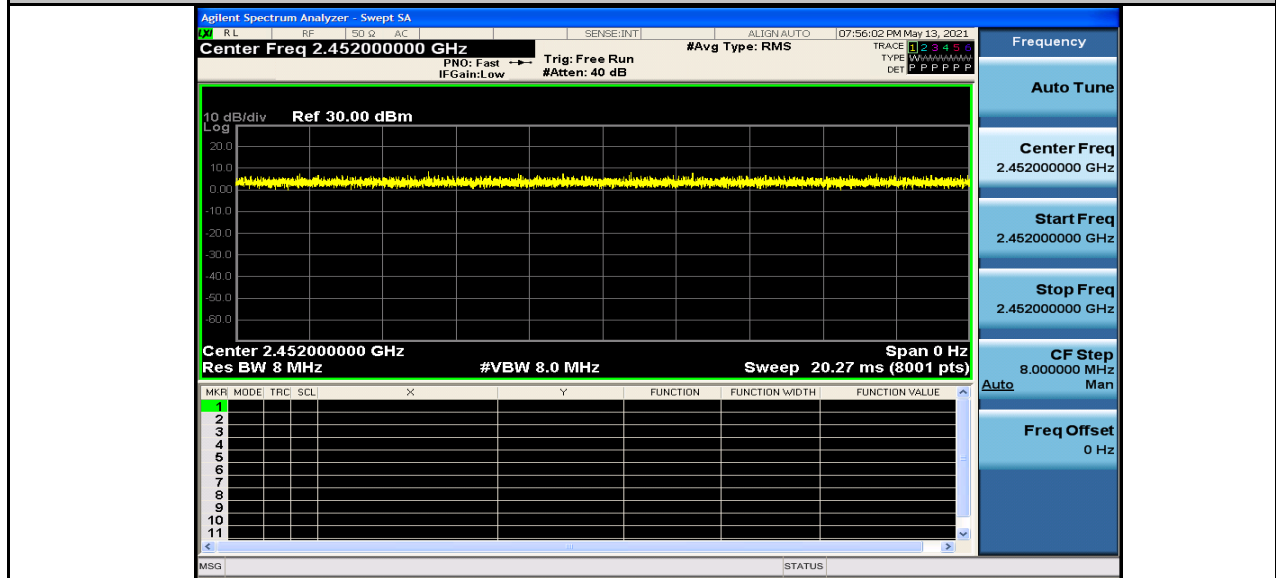 Agilent Spectrum Analyzer - Swept SA
LXI RL RF 50 Ω AC SENSE:INT ALIGN AUTO 07:56:02 PM May 13, 2021
Center Freq 2.452000000 GHz
PNO: Fast
IFGain:Low
Trig: Free Run
#Atten: 40 dB
#Avg Type: RMS
TRACE 1 2 3 4 5 6
TYPE W
DET P P P P P P
10 dB/div Ref 30.00 dBm
Log
20.0
10.0
0.00
-10.0
-20.0
-30.0
-40.0
-50.0
-60.0
Center 2.452000000 GHz Span 0 Hz
Res BW 8 MHz #VBW 8.0 MHz Sweep 20.27 ms (8001 pts)
MKR MODE TRC SCL X Y FUNCTION FUNCTION WIDTH FUNCTION VALUE
1
2
3
4
5
6
7
8
9
10
11
MSG STATUS
Frequency
Auto Tune
Center Freq
2.452000000 GHz
Start Freq
2.452000000 GHz
Stop Freq
2.452000000 GHz
CF Step
8.000000 MHz
Auto Man
Freq Offset
0 Hz